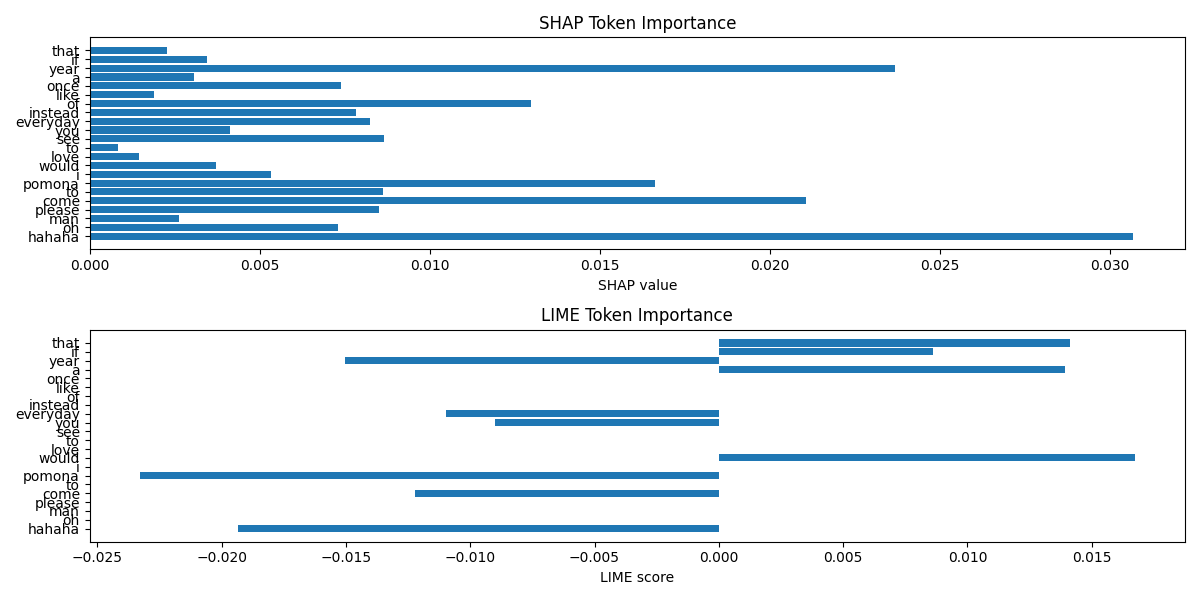 SHAP Token Importance
that
if
year
a
once
like
of
instead
everyday
you
see
to
love
would
i
pomona
to
come
please
man
on
hahaha
0.000 0.005 0.010 0.015 0.020 0.025 0.030
SHAP value
LIME Token Importance
that
if
year
a
once
like
of
instead
everyday
you
see
to
love
would
i
pomona
to
come
please
man
on
hahaha
−0.025 −0.020 −0.015 −0.010 −0.005 0.000 0.005 0.010 0.015
LIME score